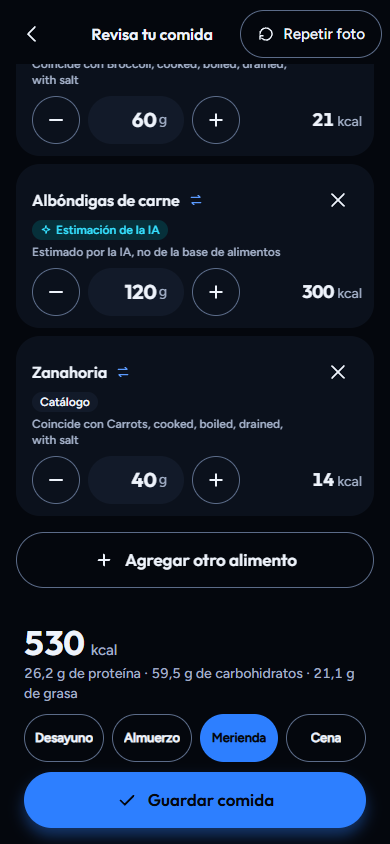 Revisa tu comida
Repetir foto
Coincide con Broccoli, cooked, boiled, drained,
with salt
60 g
21 kcal
Albóndigas de carne
Estimación de la IA
Estimado por la IA, no de la base de alimentos
120 g
300 kcal
Zanahoria
Catálogo
Coincide con Carrots, cooked, boiled, drained,
with salt
40 g
14 kcal
Agregar otro alimento
530 kcal
26,2 g de proteína · 59,5 g de carbohidratos · 21,1 g
de grasa
Desayuno
Almuerzo
Merienda
Cena
Guardar comida